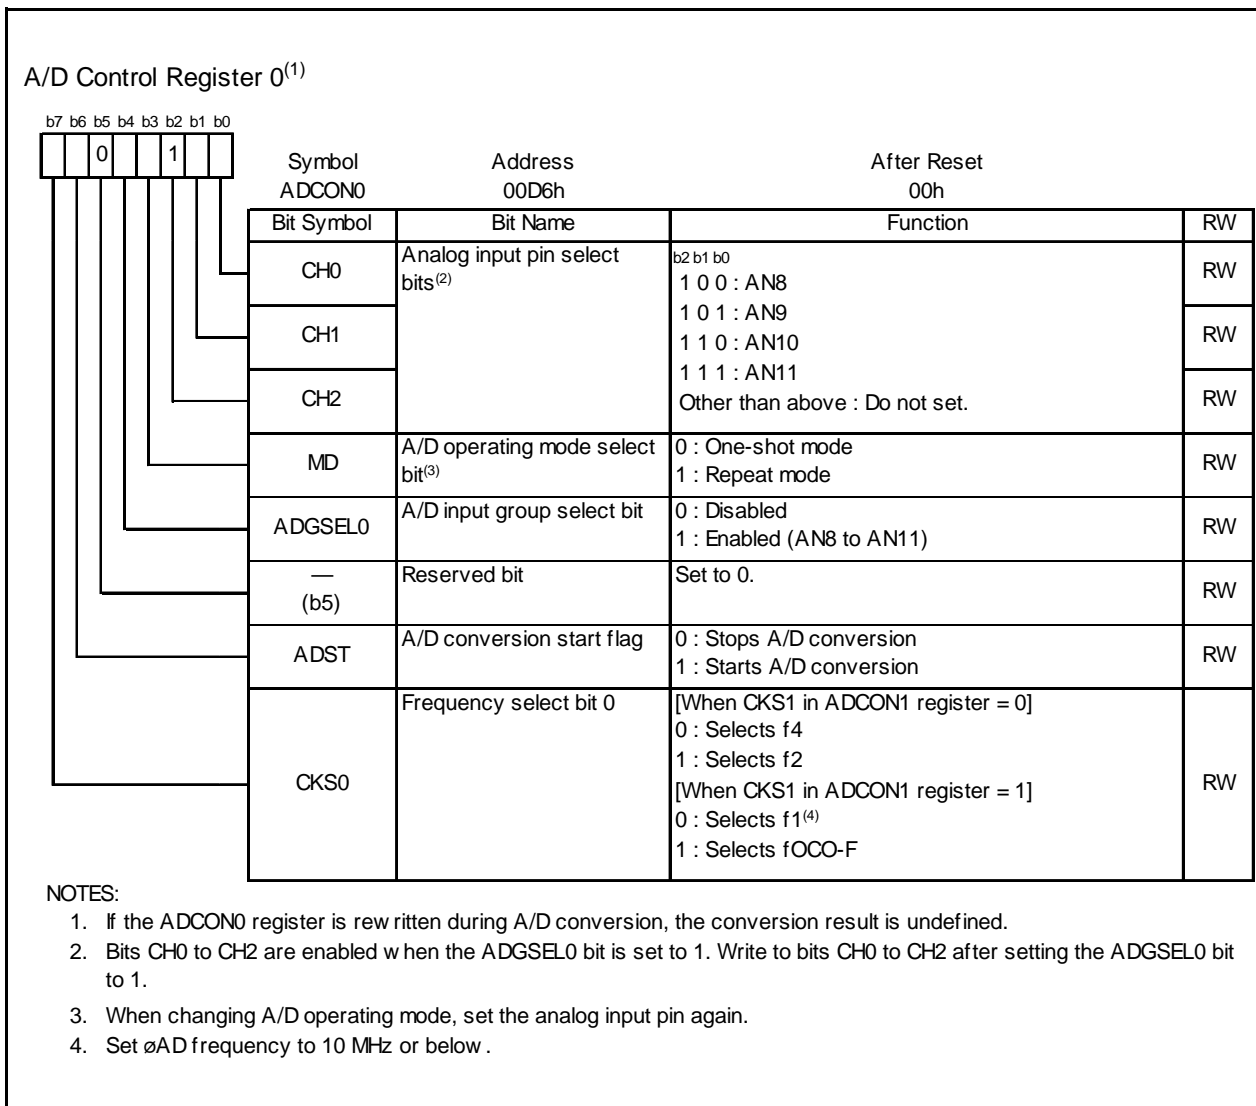 A/D Control Register 0(1)
b7 b6 b5 b4 b3 b2 b1 b0
0 1
Symbol Address After Reset
ADCON0 00D6h 00h
Bit Symbol Bit Name Function RW
CH0 Analog input pin select bits(2) b2 b1 b0 RW
1 0 0 : AN8
1 0 1 : AN9
CH1 1 1 0 : AN10 RW
1 1 1 : AN11
CH2 Other than above : Do not set. RW
MD A/D operating mode select bit(3) 0 : One-shot mode RW
1 : Repeat mode
ADGSEL0 A/D input group select bit 0 : Disabled RW
1 : Enabled (AN8 to AN11)
— (b5) Reserved bit Set to 0. RW
ADST A/D conversion start flag 0 : Stops A/D conversion RW
1 : Starts A/D conversion
CKS0 Frequency select bit 0 [When CKS1 in ADCON1 register = 0] RW
0 : Selects f4
1 : Selects f2
[When CKS1 in ADCON1 register = 1]
0 : Selects f1(4)
1 : Selects fOCO-F
NOTES:
1. If the ADCON0 register is rewritten during A/D conversion, the conversion result is undefined.
2. Bits CH0 to CH2 are enabled when the ADGSEL0 bit is set to 1. Write to bits CH0 to CH2 after setting the ADGSEL0 bit
to 1.
3. When changing A/D operating mode, set the analog input pin again.
4. Set øAD frequency to 10 MHz or below.